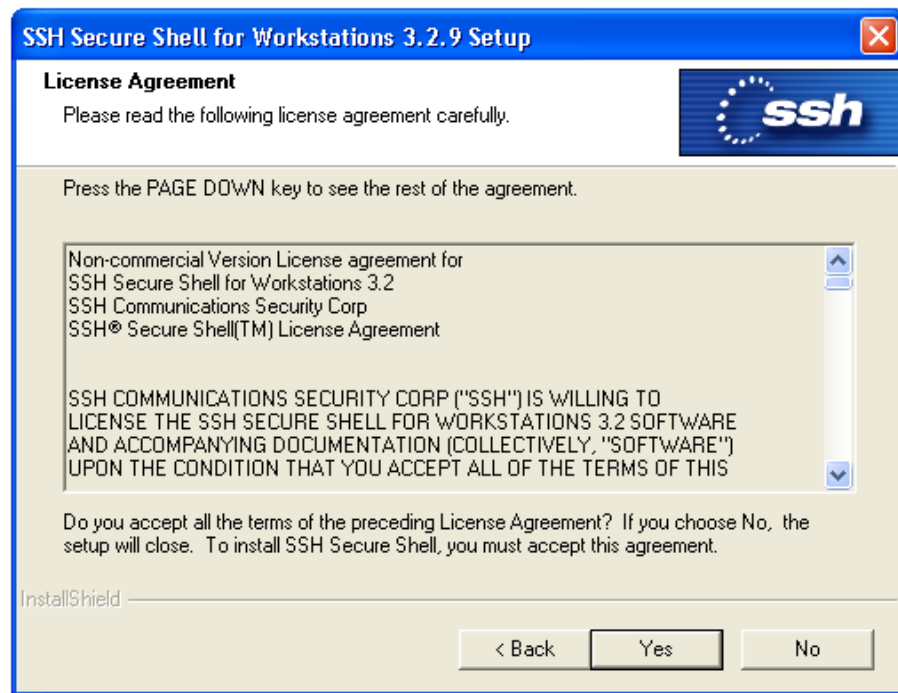 SSH Secure Shell for Workstations 3.2.9 Setup
License Agreement
Please read the following license agreement carefully.
ssh
Press the PAGE DOWN key to see the rest of the agreement.
Non-commercial Version License agreement for
SSH Secure Shell for Workstations 3.2
SSH Communications Security Corp
SSH® Secure Shell(TM) License Agreement
SSH COMMUNICATIONS SECURITY CORP ("SSH") IS WILLING TO
LICENSE THE SSH SECURE SHELL FOR WORKSTATIONS 3.2 SOFTWARE
AND ACCOMPANYING DOCUMENTATION (COLLECTIVELY, "SOFTWARE")
UPON THE CONDITION THAT YOU ACCEPT ALL OF THE TERMS OF THIS
Do you accept all the terms of the preceding License Agreement? If you choose No, the
setup will close. To install SSH Secure Shell, you must accept this agreement.
InstallShield
< Back
Yes
No